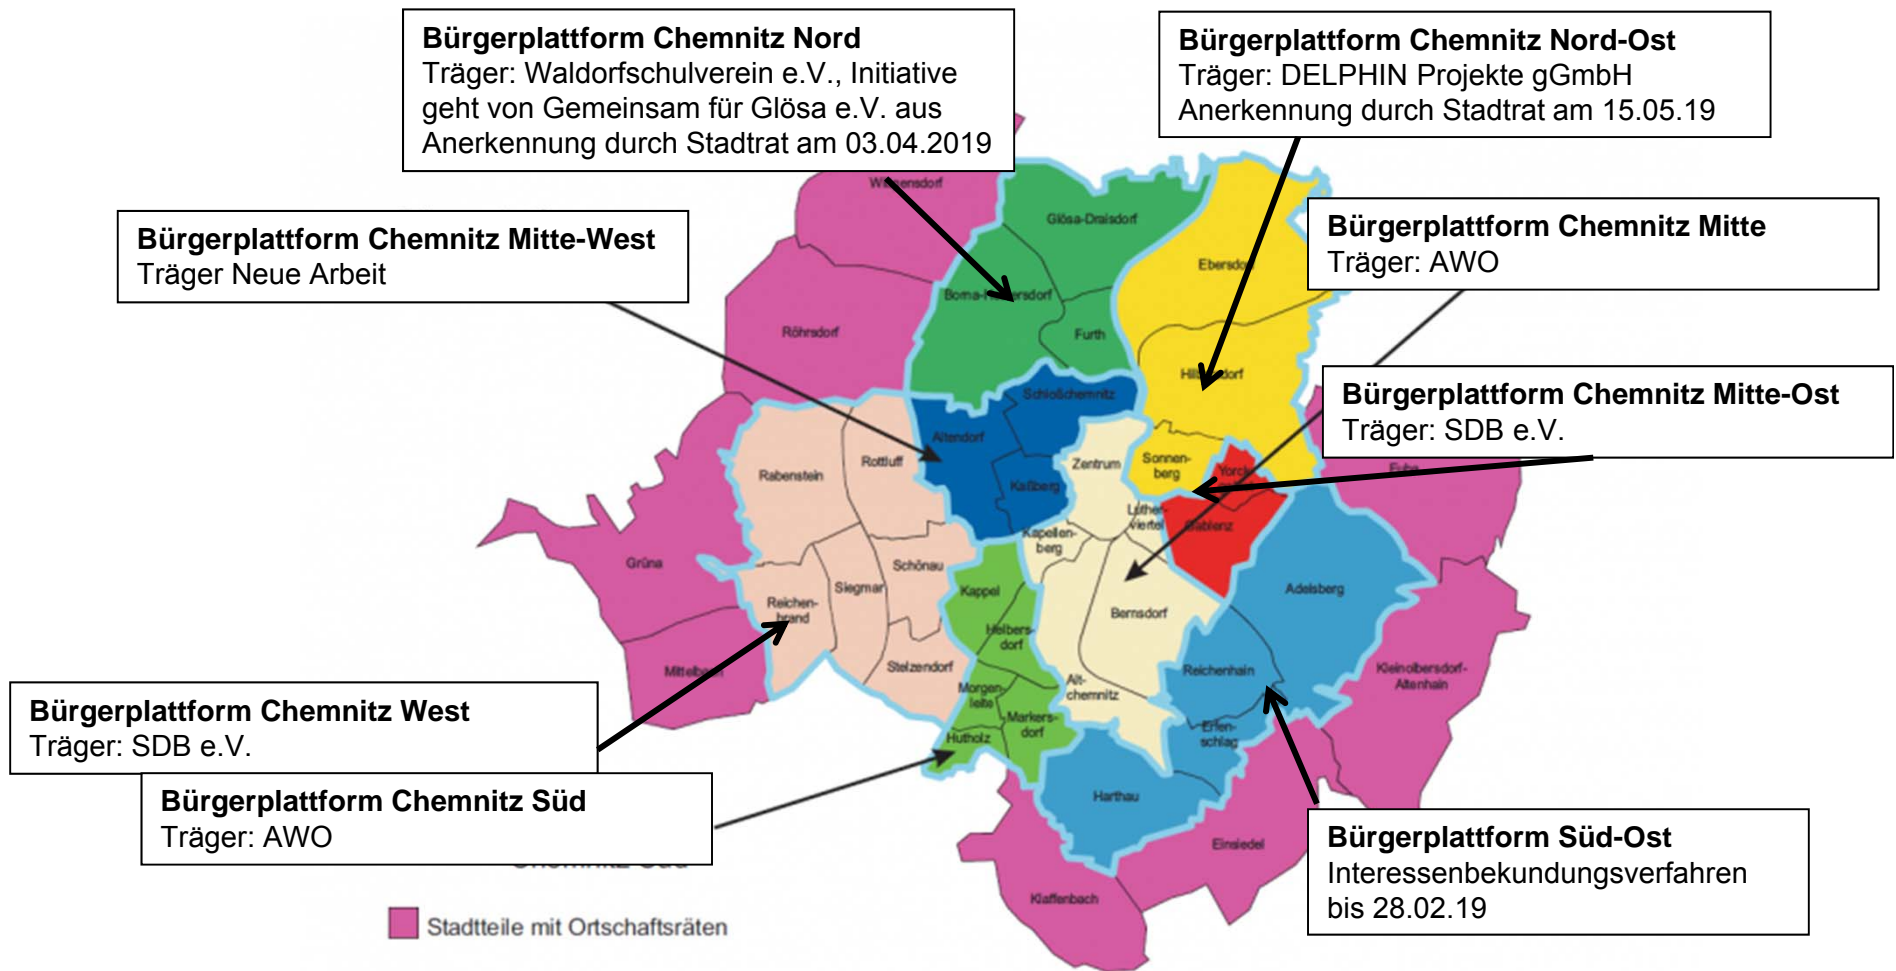 Bürgerplattform Chemnitz Nord
Träger: Waldorfschulverein e.V., Initiative
geht von Gemeinsam für Glösa e.V. aus
Anerkennung durch Stadtrat am 03.04.2019
Bürgerplattform Chemnitz Nord-Ost
Träger: DELPHIN Projekte gGmbH
Anerkennung durch Stadtrat am 15.05.19
Bürgerplattform Chemnitz Mitte-West
Träger Neue Arbeit
Bürgerplattform Chemnitz Mitte
Träger: AWO
Bürgerplattform Chemnitz Mitte-Ost
Träger: SDB e.V.
Glösa-Draisdorf
Ebersdorf
Furth
Röhrsdorf
Schloßchemnitz
Altendorf
Kaßberg
Zentrum
Sonnen-
berg
Rottluff
Rabenstein
Luther-
viertel
Gablenz
Kapellen-
berg
Grüna
Schönau
Siegmar
Kappel
Adelsberg
Reichen-
brand
Bernsdorf
Helbers-
dorf
Stelzendorf
Reichenhain
Kleinolbersdorf-
Altenhain
Morgen-
leite
Alt-
chemnitz
Markers-
dorf
Hutholz
Erfen-
schlag
Harthau
Einsiedel
Klaffenbach
Bürgerplattform Chemnitz West
Träger: SDB e.V.
Bürgerplattform Chemnitz Süd
Träger: AWO
Bürgerplattform Süd-Ost
Interessenbekundungsverfahren
bis 28.02.19
Stadtteile mit Ortschaftsräten